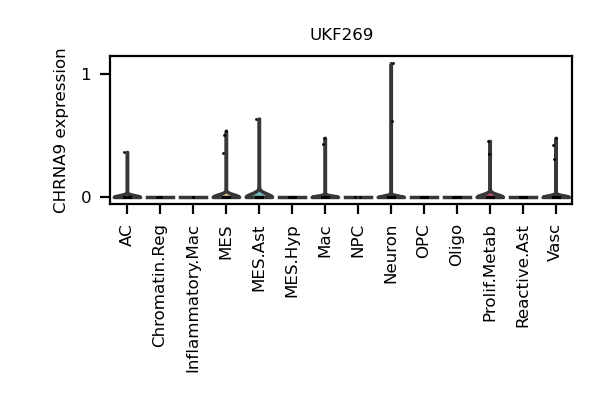 UKF269
CHRNA9 expression
1
0
AC
Chromatin.Reg
Inflammatory.Mac
MES
MES.Ast
MES.Hyp
Mac
NPC
Neuron
OPC
Oligo
Prolif.Metab
Reactive.Ast
Vasc